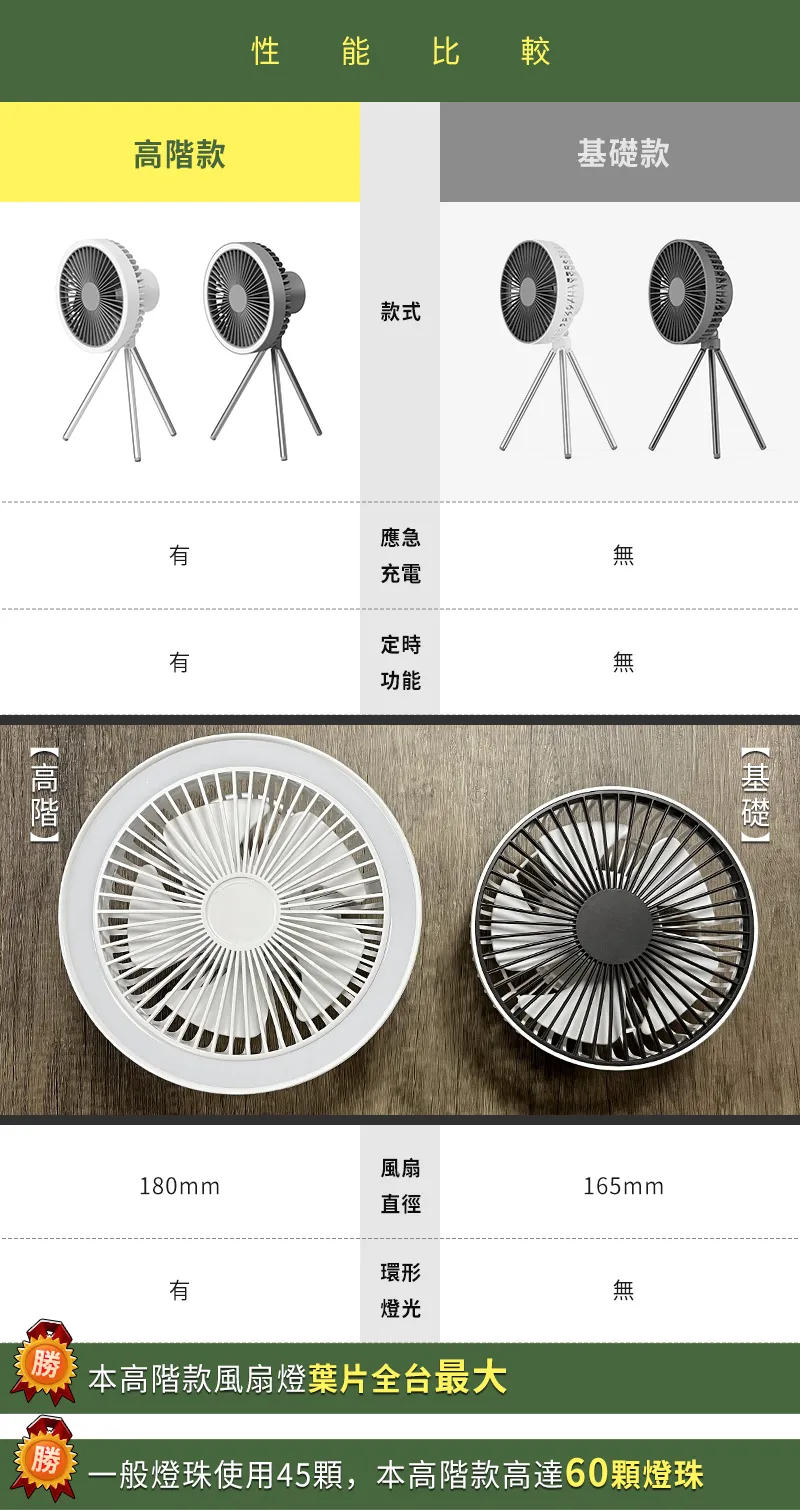 性能比較
高階款
基礎款
款式
有
應急
充電
無
有
定時
功能
無
【高階】
【基礎】
180mm
風扇
直徑
165mm
有
環形
燈光
無
勝
本高階款風扇燈葉片全台最大
勝
一般燈珠使用45顆，本高階款高達60顆燈珠